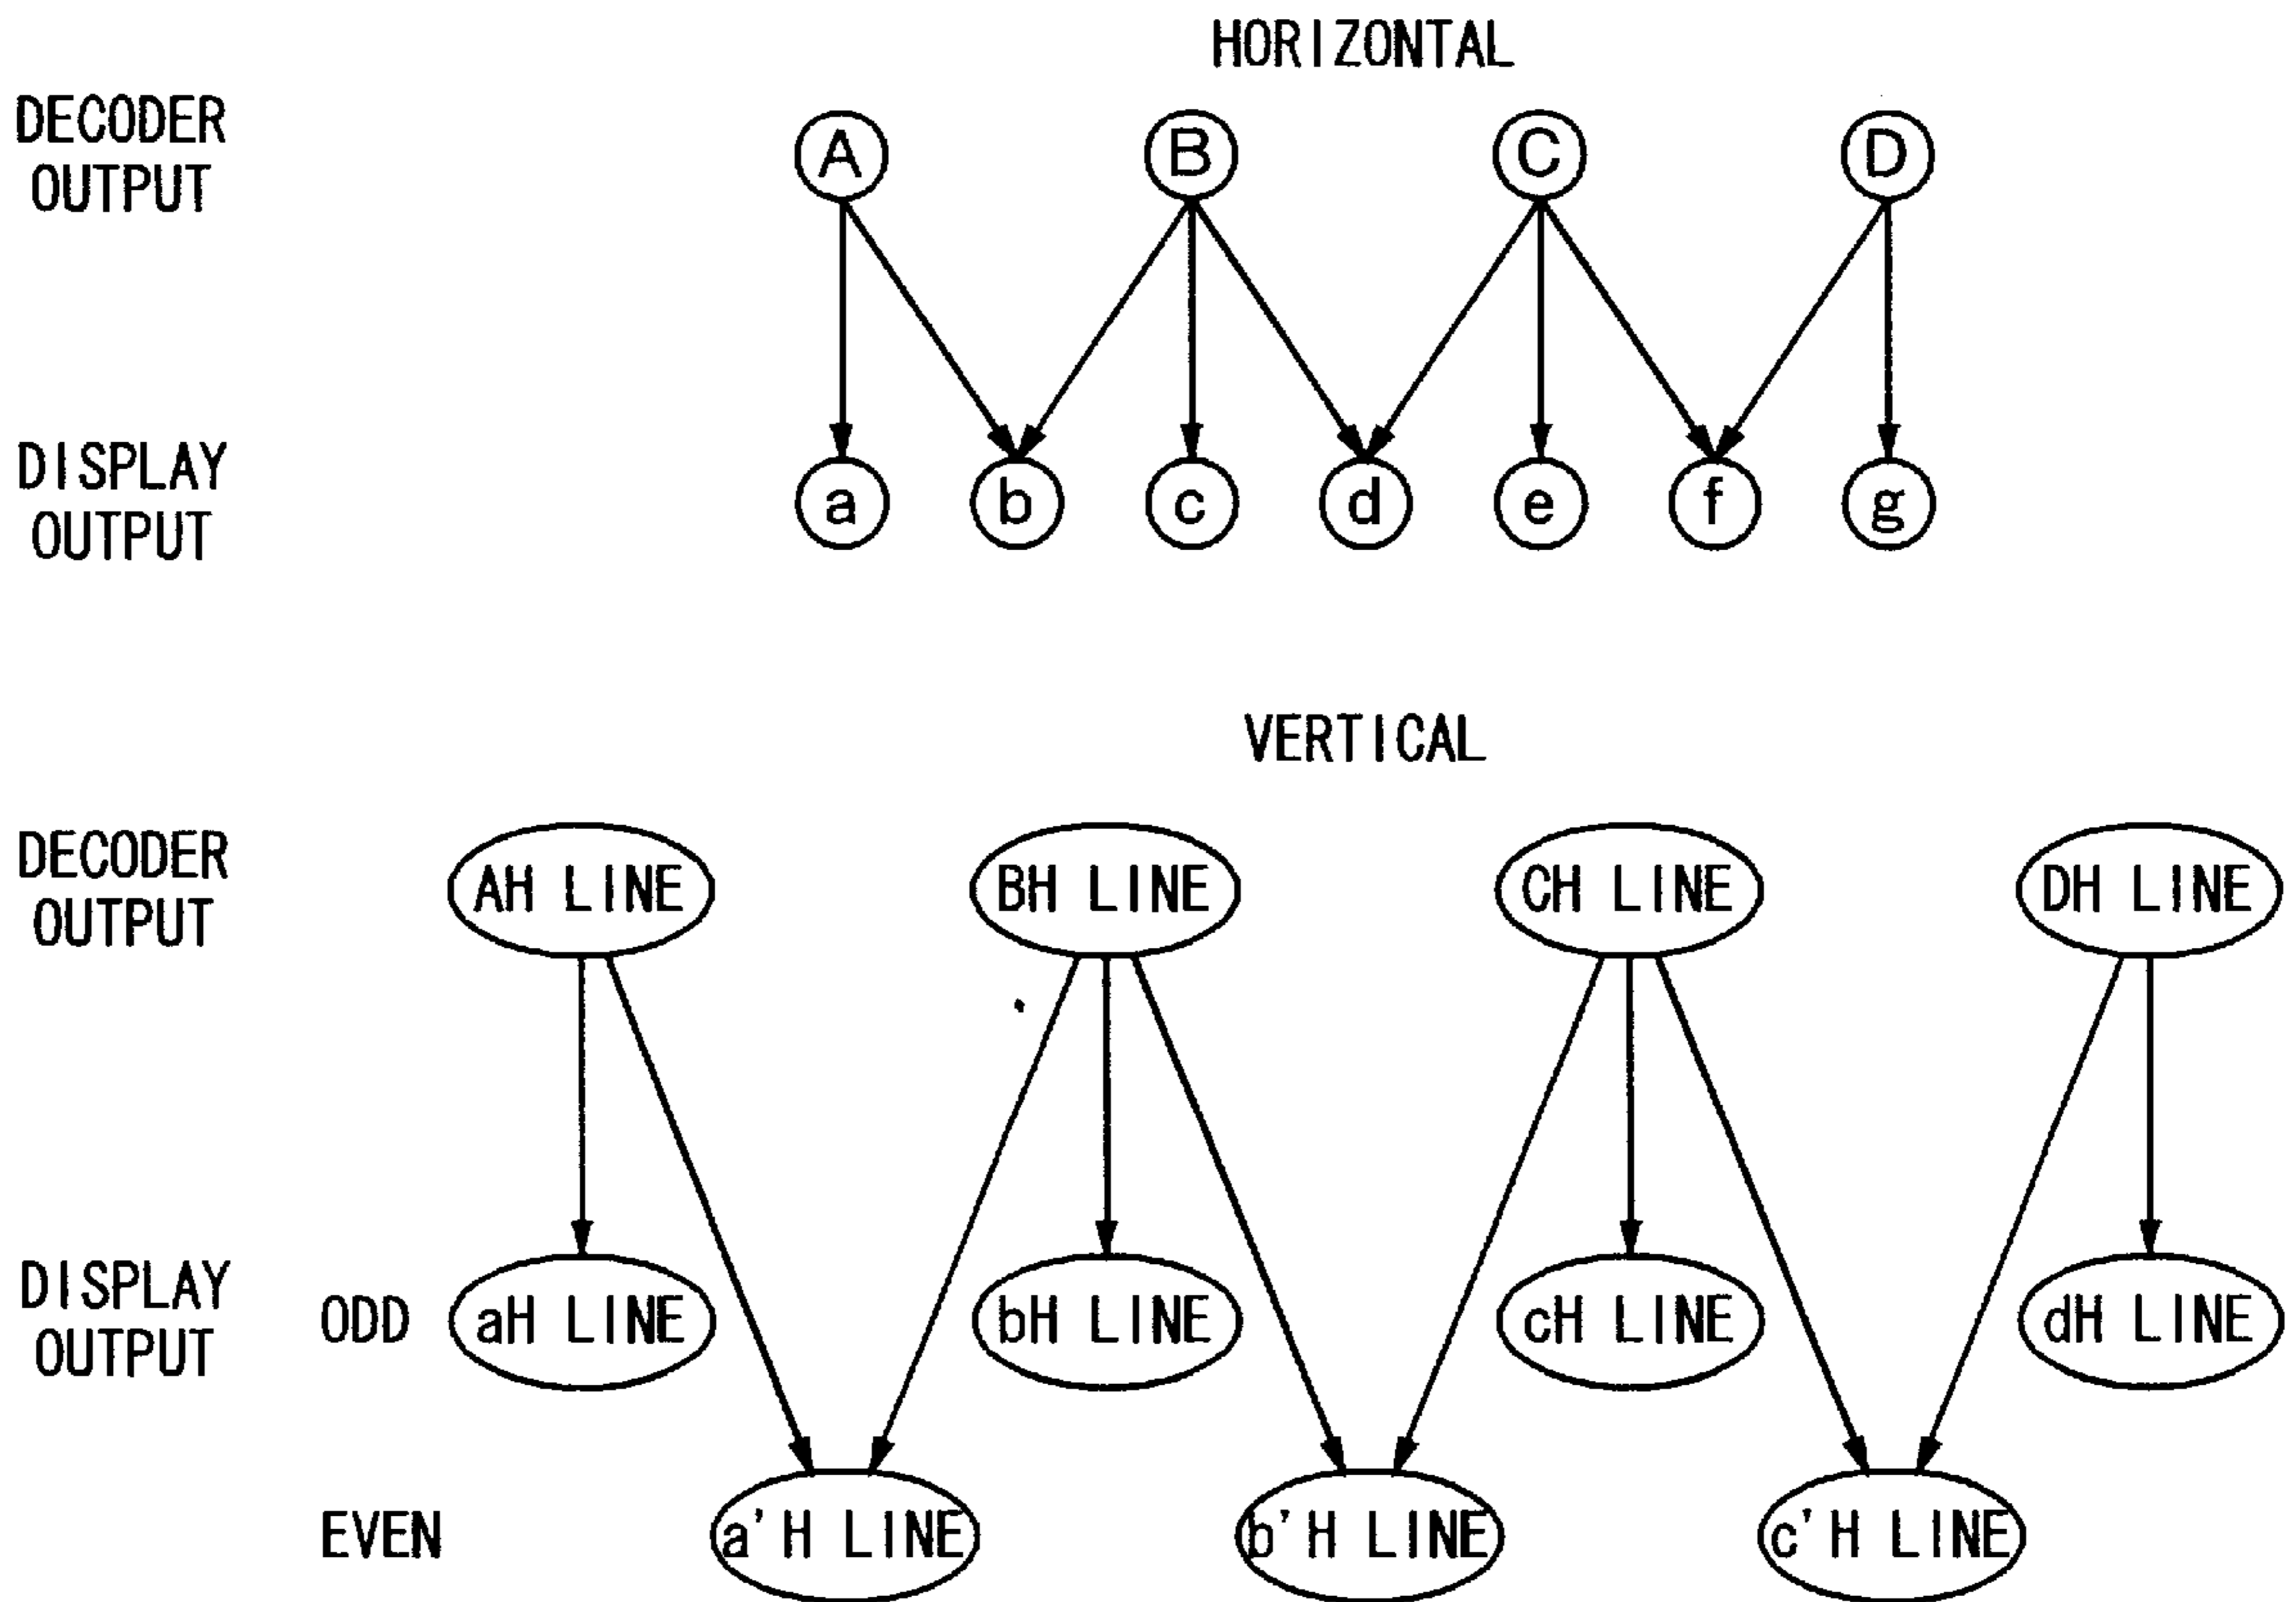 HORIZONTAL
DECODER
OUTPUT
A B C D
DISPLAY
OUTPUT
a b c d e f g
VERTICAL
DECODER
OUTPUT
AH LINE BH LINE CH LINE DH LINE
DISPLAY
OUTPUT
ODD aH LINE bH LINE cH LINE dH LINE
EVEN a'H LINE b'H LINE c'H LINE